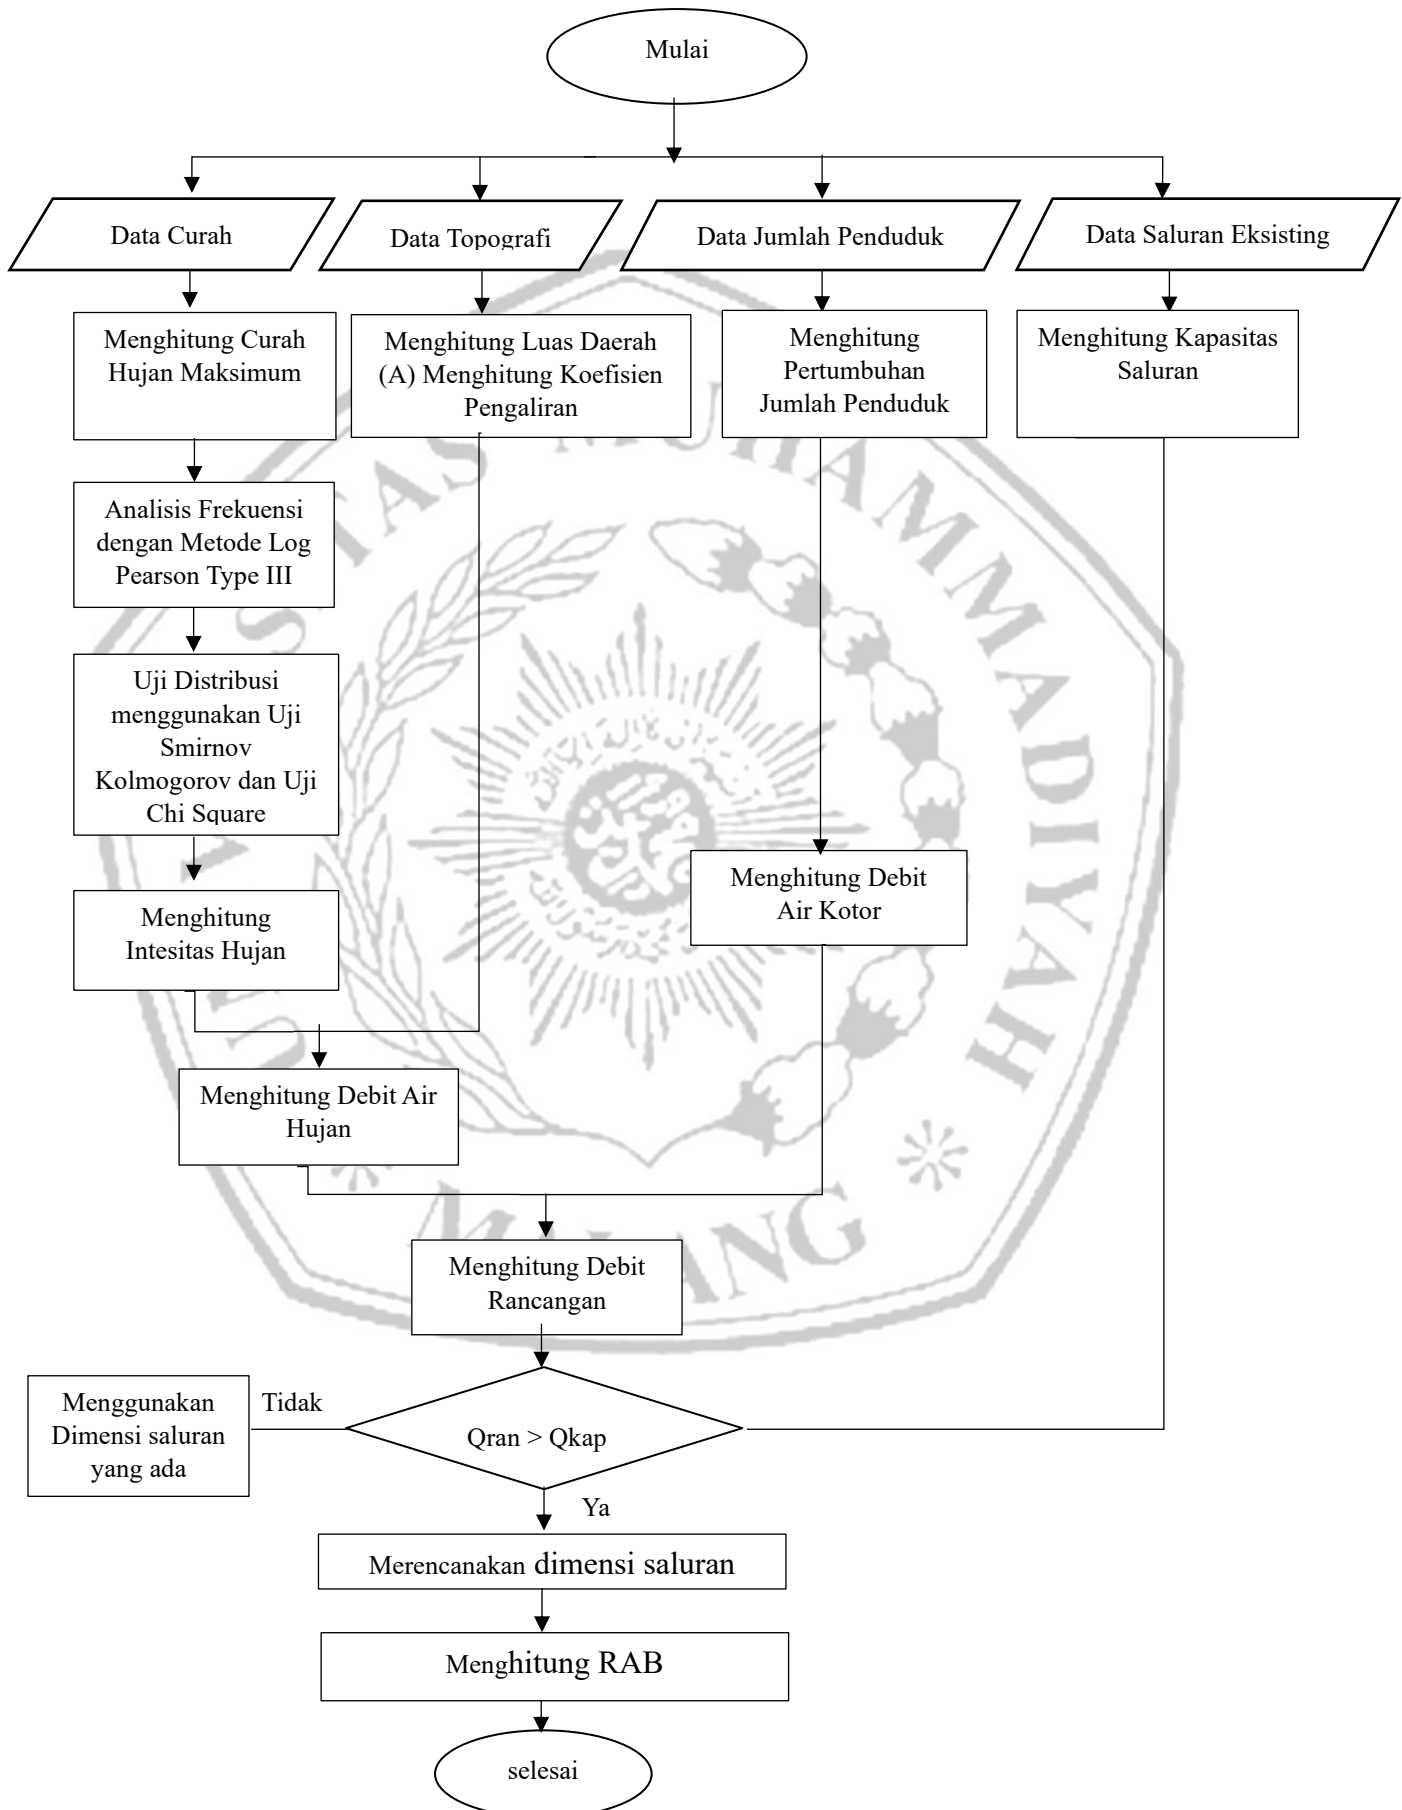 Mulai
Data Curah
Data Topografi
Data Jumlah Penduduk
Data Saluran Eksisting
Menghitung Curah
Hujan Maksimum
Menghitung Luas Daerah
(A) Menghitung Koefisien
Pengaliran
Menghitung
Pertumbuhan
Jumlah Penduduk
Menghitung Kapasitas
Saluran
Analisis Frekuensi
dengan Metode Log
Pearson Type III
Uji Distribusi
menggunakan Uji
Smirnov
Kolmogorov dan Uji
Chi Square
Menghitung Debit
Air Kotor
Menghitung
Intesitas Hujan
Menghitung Debit Air
Hujan
Menghitung Debit
Rancangan
Menggunakan
Dimensi saluran
yang ada
Tidak
Qran > Qkap
Ya
Merencanakan dimensi saluran
Menghitung RAB
selesai